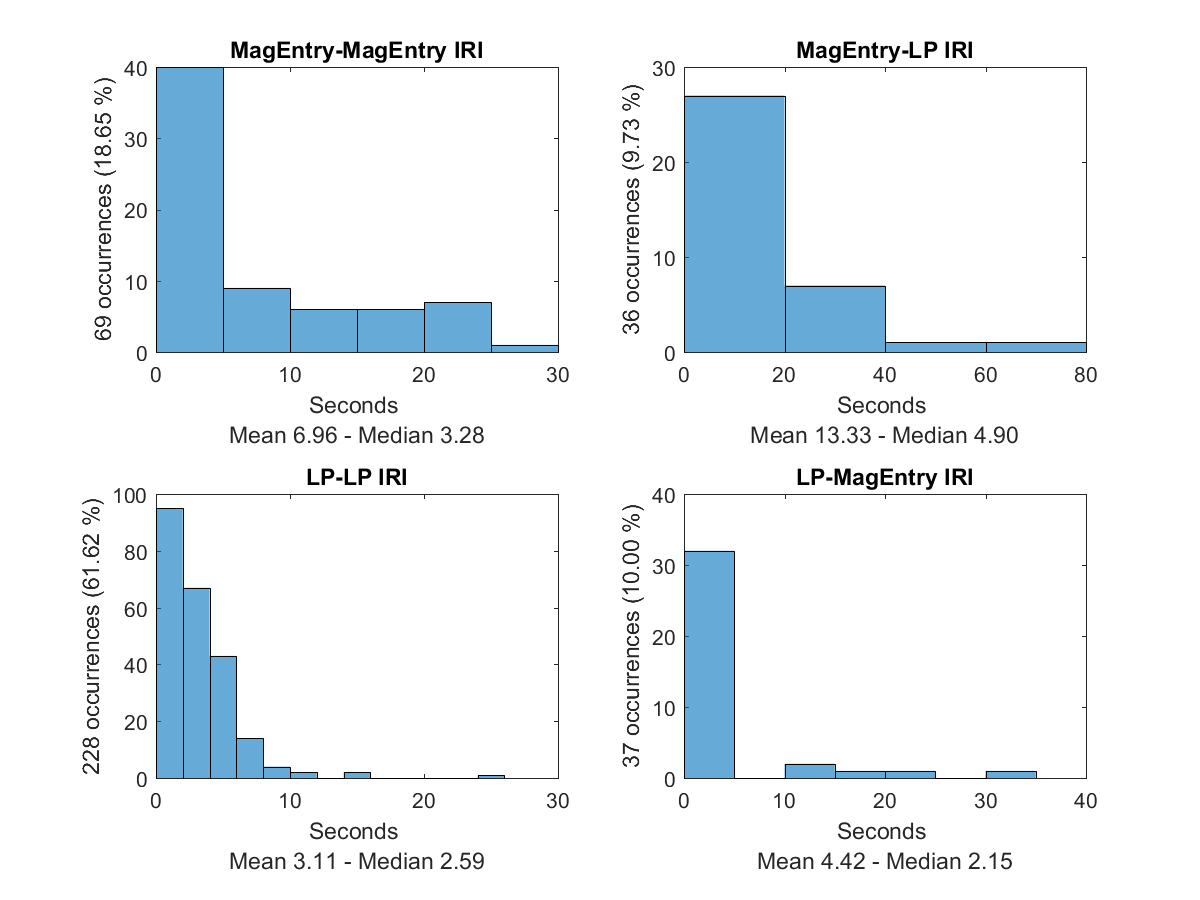 MagEntry-MagEntry IRI
69 occurrences (18.65 %)
40
30
20
10
0
0 10 20 30
Seconds
Mean 6.96 - Median 3.28
MagEntry-LP IRI
36 occurrences (9.73 %)
30
20
10
0
0 20 40 60 80
Seconds
Mean 13.33 - Median 4.90
LP-LP IRI
228 occurrences (61.62 %)
100
80
60
40
20
0
0 10 20 30
Seconds
Mean 3.11 - Median 2.59
LP-MagEntry IRI
37 occurrences (10.00 %)
40
30
20
10
0
0 10 20 30 40
Seconds
Mean 4.42 - Median 2.15